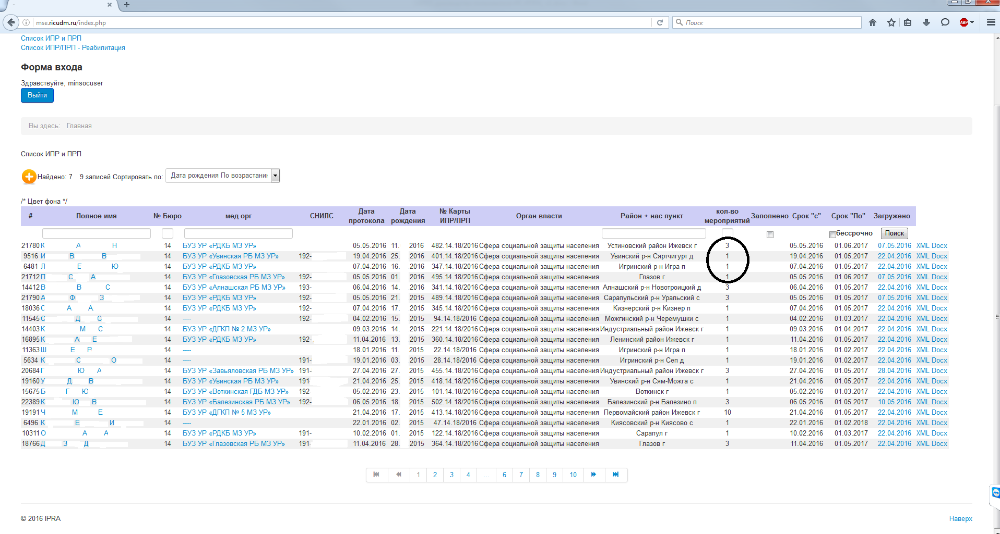 -
mse.ricudm.ru/index.php
Поиск
ABP
Список ИПР и ПРП
Список ИПР/ПРП - Реабилитация
Форма входа
Здравствуйте, minsocuser
Выйти
Вы здесь: Главная
Список ИПР и ПРП
Найдено: 7 9 записей Сортировать по: Дата рождения По возрастани
/* Цвет фона */
# Полное имя № Бюро мед орг СНИЛС Дата протокола Дата рождения № Карты ИПР/ПРП Орган власти Район + нас пункт кол-во мероприятий Заполнено Срок "с" Срок "По" Загружено
бессрочно Поиск
21780 К А Н 14 БУЗ УР «РДКБ МЗ УР» 05.05.2016 11. 2016 482.14.18/2016 Сфера социальной защиты населения Устиновский район Ижевск г 3 05.05.2016 01.06.2017 07.05.2016 XML Docx
9516 И В В 14 БУЗ УР «Увинская РБ МЗ УР» 192- 19.04.2016 25. .2016 401.14.18/2016 Сфера социальной защиты населения Увинский р-н Сяртчигурт д 1 19.04.2016 01.05.2017 22.04.2016 XML Docx
6481 Л Е Ю 14 БУЗ УР «РДКБ МЗ УР» 07.04.2016 16. .2016 347.14.18/2016 Сфера социальной защиты населения Игринский р-н Игра п 1 07.04.2016 01.05.2017 22.04.2016 XML Docx
21712 П С А 14 БУЗ УР «Глазовская РБ МЗ УР» 192- 05.05.2016 01. .2016 495.14.18/2016 Сфера социальной защиты населения Глазов г 1 05.05.2016 01.06.2017 07.05.2016 XML Docx
14412 В В С 14 БУЗ УР «Алнашская РБ МЗ УР» 193- 06.04.2016 14. .2016 341.14.18/2016 Сфера социальной защиты населения Алнашский р-н Новотроицкий д 3 06.04.2016 01.05.2017 22.04.2016 XML Docx
21790 А Ф З 14 БУЗ УР «РДКБ МЗ УР» 192- 05.05.2016 21. .2015 489.14.18/2016 Сфера социальной защиты населения Сарапульский р-н Уральский с 3 05.05.2016 01.05.2017 07.05.2016 XML Docx
18036 С А А 14 БУЗ УР «РДКБ МЗ УР» 192- 07.04.2016 17. .2015 345.14.18/2016 Сфера социальной защиты населения Кизнерский р-н Кизнер п 1 07.04.2016 01.05.2017 22.04.2016 XML Docx
11545 С Д С 14 ---- 192- 04.02.2016 15. .2015 94.14.18/2016 Сфера социальной защиты населения Можгинский р-н Черемушки с 1 04.02.2016 01.03.2017 22.04.2016 XML Docx
14403 К М С 14 БУЗ УР «ДГКП № 2 МЗ УР» 09.03.2016 14. .2015 221.14.18/2016 Сфера социальной защиты населения Индустриальный район Ижевск г 1 09.03.2016 01.04.2017 22.04.2016 XML Docx
16895 К А Е 14 БУЗ УР «РДКБ МЗ УР» 192- 11.04.2016 13. .2015 360.14.18/2016 Сфера социальной защиты населения Ленинский район Ижевск г 1 11.04.2016 01.05.2017 22.04.2016 XML Docx
11363 Ш Е Р 14 ---- 18.01.2016 11. .2015 22.14.18/2016 Сфера социальной защиты населения Игринский р-н Игра п 1 18.01.2016 01.02.2017 22.04.2016 XML Docx
5634 К С О 14 ---- 191- 19.01.2016 03. .2015 28.14.18/2016 Сфера социальной защиты населения Игринский р-н Сеп д 1 19.01.2016 01.02.2017 22.04.2016 XML Docx
20684 Г Ю А 14 БУЗ УР «Завьяловская РБ МЗ УР» 191- 27.04.2016 27. .2015 455.14.18/2016 Сфера социальной защиты населения Индустриальный район Ижевск г 3 27.04.2016 01.05.2017 28.04.2016 XML Docx
19160 У Д В 14 БУЗ УР «Увинская РБ МЗ УР» 191- 21.04.2016 25. .2015 418.14.18/2016 Сфера социальной защиты населения Увинский р-н Сям-Можга с 1 21.04.2016 01.05.2017 22.04.2016 XML Docx
15675 Б Г Ю 14 БУЗ УР «Воткинская ГДБ МЗ УР» 192- 05.02.2016 23. .2015 101.14.18/2016 Сфера социальной защиты населения Воткинск г 1 05.02.2016 01.03.2017 22.04.2016 XML Docx
22389 К Ю В 14 БУЗ УР «Балезинская РБ МЗ УР» 192- 06.05.2016 18. .2015 502.14.18/2016 Сфера социальной защиты населения Балезинский р-н Балезино п 3 06.05.2016 01.05.2017 10.05.2016 XML Docx
19191 Ч М Е 14 БУЗ УР «ДГКП № 5 МЗ УР» 21.04.2016 17. .2015 413.14.18/2016 Сфера социальной защиты населения Первомайский район Ижевск г 10 21.04.2016 01.05.2017 22.04.2016 XML Docx
6496 К Е И 14 ---- 22.01.2016 02. .2015 47.14.18/2016 Сфера социальной защиты населения Киясовский р-н Киясово с 1 22.01.2016 01.02.2018 22.04.2016 XML Docx
10311 О А А 14 БУЗ УР «РДКБ МЗ УР» 191- 10.02.2016 01. .2015 122.14.18/2016 Сфера социальной защиты населения Сарапул г 1 10.02.2016 01.03.2017 22.04.2016 XML Docx
18766 Д З Д 14 БУЗ УР «Глазовская РБ МЗ УР» 191- 11.04.2016 28. .2015 364.14.18/2016 Сфера социальной защиты населения Глазов г 3 11.04.2016 01.05.2017 22.04.2016 XML Docx
1 2 3 4 ... 6 7 8 9 10
© 2016 IPRA
Наверх